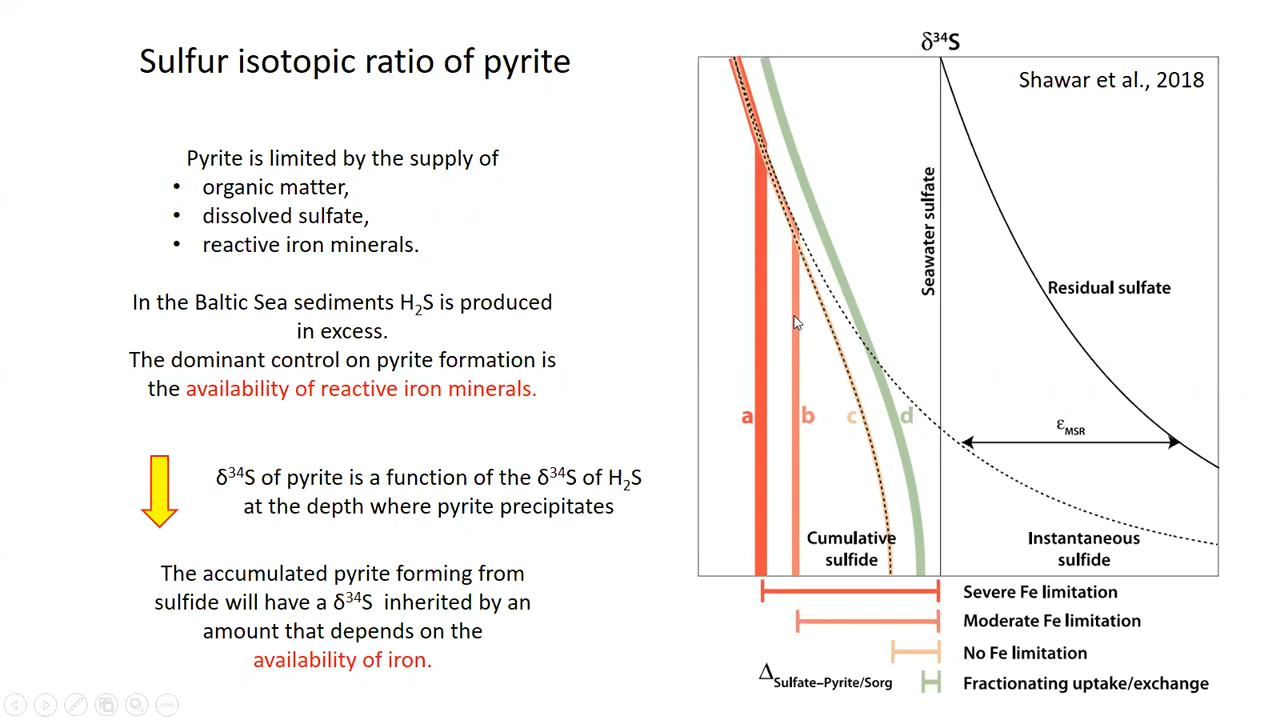 Sulfur isotopic ratio of pyrite
Pyrite is limited by the supply of
• organic matter,
• dissolved sulfate,
• reactive iron minerals.
In the Baltic Sea sediments H₂S is produced
in excess.
The dominant control on pyrite formation is
the availability of reactive iron minerals.
δ³⁴S of pyrite is a function of the δ³⁴S of H₂S
at the depth where pyrite precipitates
The accumulated pyrite forming from
sulfide will have a δ³⁴S inherited by an
amount that depends on the
availability of iron.
δ³⁴S
Shawar et al., 2018
Seawater sulfate
Residual sulfate
a b c d
εMSR
Cumulative
sulfide
Instantaneous
sulfide
Severe Fe limitation
Moderate Fe limitation
No Fe limitation
ΔSulfate–Pyrite/Sorg
Fractionating uptake/exchange